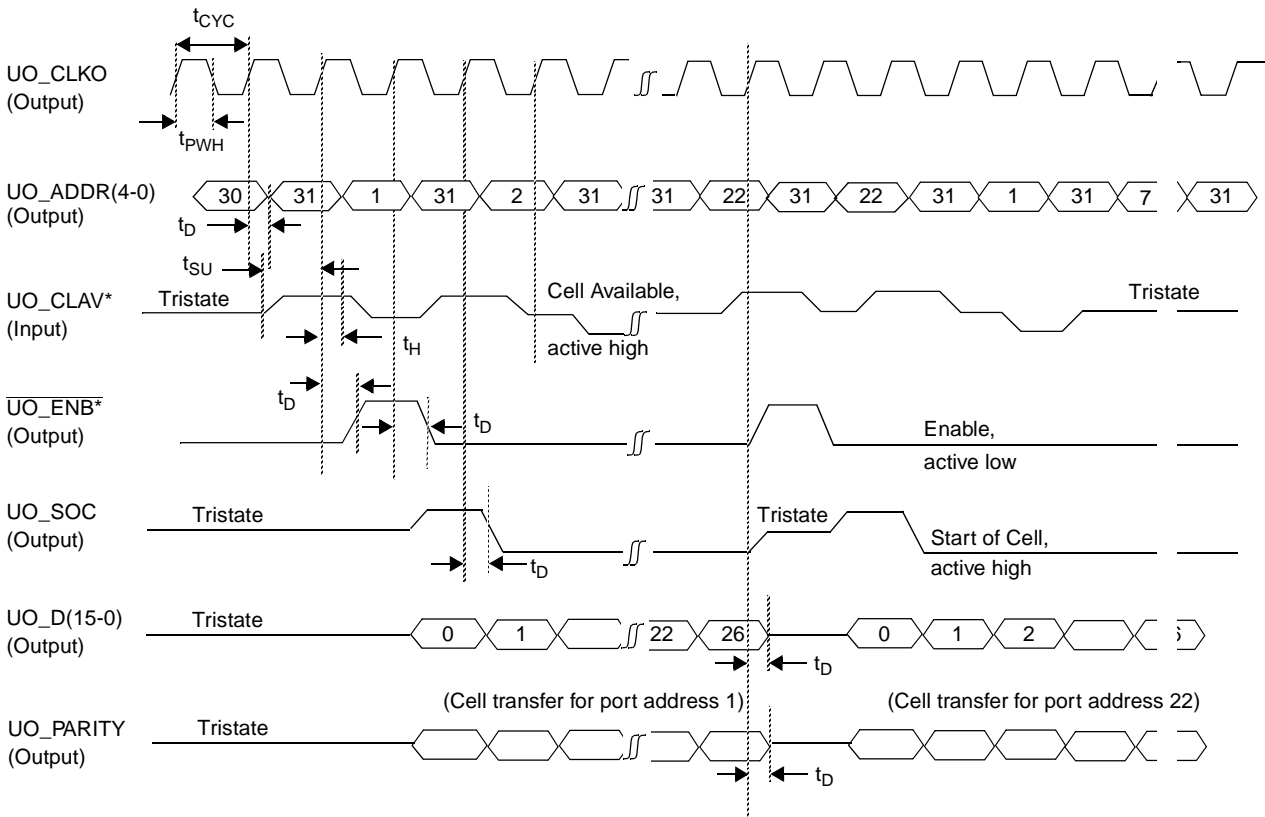 tCYC
UO_CLKO
(Output)
tPWH
UO_ADDR(4-0)
(Output)
30 31 1 31 2 31 31 22 31 22 31 1 31 7 31
tD
tSU
UO_CLAV*
(Input)
Tristate
Cell Available,
active high
Tristate
tH
tD
UO_ENB*
(Output)
tD
Enable,
active low
UO_SOC
(Output)
Tristate
Tristate
Start of Cell,
active high
tD
UO_D(15-0)
(Output)
Tristate
0 1 22 26 0 1 2
tD
(Cell transfer for port address 1) (Cell transfer for port address 22)
UO_PARITY
(Output)
Tristate
tD